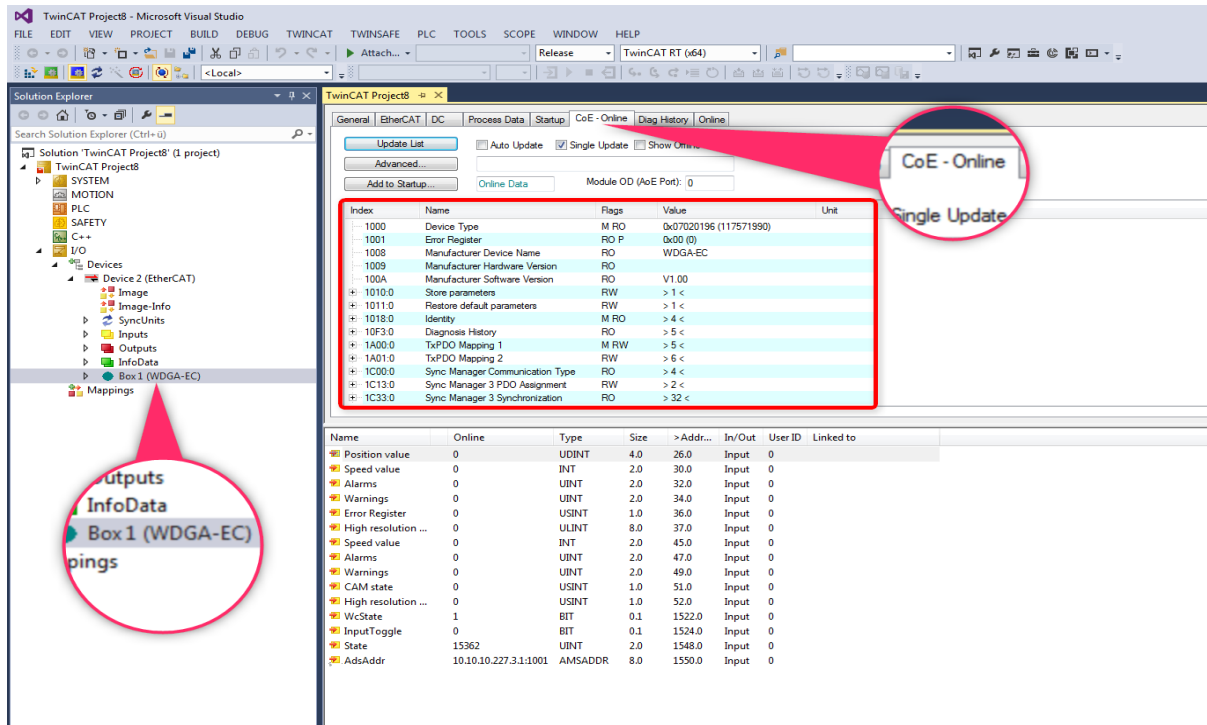 TwinCAT Project8 - Microsoft Visual Studio
FILE EDIT VIEW PROJECT BUILD DEBUG TWINCAT TWINSAFE PLC TOOLS SCOPE WINDOW HELP
Attach... Release TwinCAT RT (x64)
<Local>
Solution Explorer
Search Solution Explorer (Ctrl+ü)
Solution 'TwinCAT Project8' (1 project)
TwinCAT Project8
SYSTEM
MOTION
PLC
SAFETY
C++
I/O
Devices
Device 2 (EtherCAT)
Image
Image-Info
SyncUnits
Inputs
Outputs
InfoData
Box 1 (WDGA-EC)
Mappings
utputs
InfoData
Box 1 (WDGA-EC)
pings
TwinCAT Project8
General EtherCAT DC Process Data Startup CoE - Online Diag History Online
Update List Auto Update Single Update Show
Advanced...
Add to Startup... Online Data Module OD (AoE Port): 0
CoE - Online
Single Update
Index Name Flags Value Unit
1000 Device Type M RO 0x07020196 (117571990)
1001 Error Register RO P 0x00 (0)
1008 Manufacturer Device Name RO WDGA-EC
1009 Manufacturer Hardware Version RO
100A Manufacturer Software Version RO V1.00
1010:0 Store parameters RW > 1 <
1011:0 Restore default parameters RW > 1 <
1018:0 Identity M RO > 4 <
10F3:0 Diagnosis History RO > 5 <
1A00:0 TxPDO Mapping 1 M RW > 5 <
1A01:0 TxPDO Mapping 2 RW > 6 <
1C00:0 Sync Manager Communication Type RO > 4 <
1C13:0 Sync Manager 3 PDO Assignment RW > 2 <
1C33:0 Sync Manager 3 Synchronization RO > 32 <
Name Online Type Size >Addr... In/Out User ID Linked to
Position value 0 UDINT 4.0 26.0 Input 0
Speed value 0 INT 2.0 30.0 Input 0
Alarms 0 UINT 2.0 32.0 Input 0
Warnings 0 UINT 2.0 34.0 Input 0
Error Register 0 USINT 1.0 36.0 Input 0
High resolution ... 0 ULINT 8.0 37.0 Input 0
Speed value 0 INT 2.0 45.0 Input 0
Alarms 0 UINT 2.0 47.0 Input 0
Warnings 0 UINT 2.0 49.0 Input 0
CAM state 0 USINT 1.0 51.0 Input 0
High resolution ... 0 USINT 1.0 52.0 Input 0
WcState 1 BIT 0.1 1522.0 Input 0
InputToggle 0 BIT 0.1 1524.0 Input 0
State 15362 UINT 2.0 1548.0 Input 0
AdsAddr 10.10.10.227.3.1:1001 AMSADDR 8.0 1550.0 Input 0